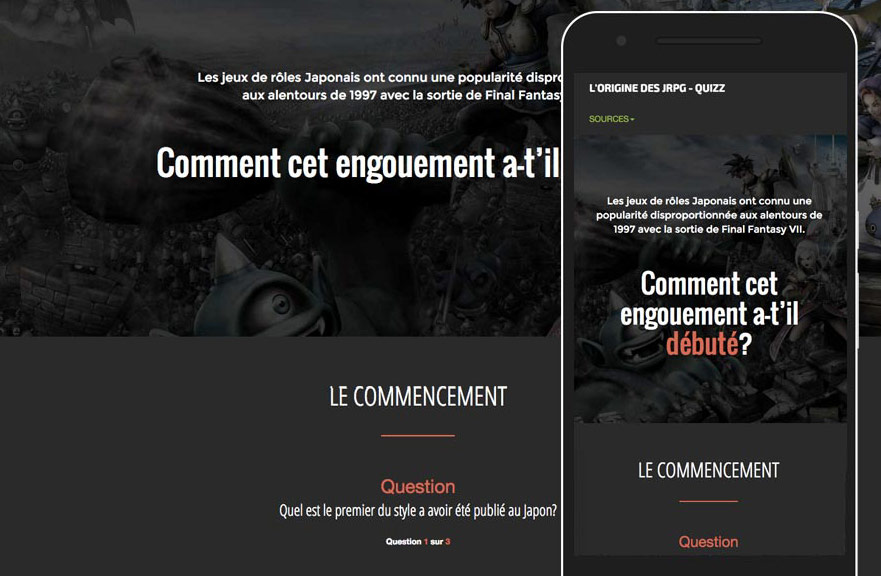 Les jeux de rôles Japonais ont connu une popularité dispro
aux alentours de 1997 avec la sortie de Final Fantasy
Comment cet engouement a-t'il
LE COMMENCEMENT
Question
Quel est le premier du style a avoir été publié au Japon?
Question 1 sur 3
L'ORIGINE DES JRPG - QUIZZ
SOURCES
Les jeux de rôles Japonais ont connu une
popularité disproportionnée aux alentours de
1997 avec la sortie de Final Fantasy VII.
Comment cet
engouement a-t'il
débuté?
LE COMMENCEMENT
Question